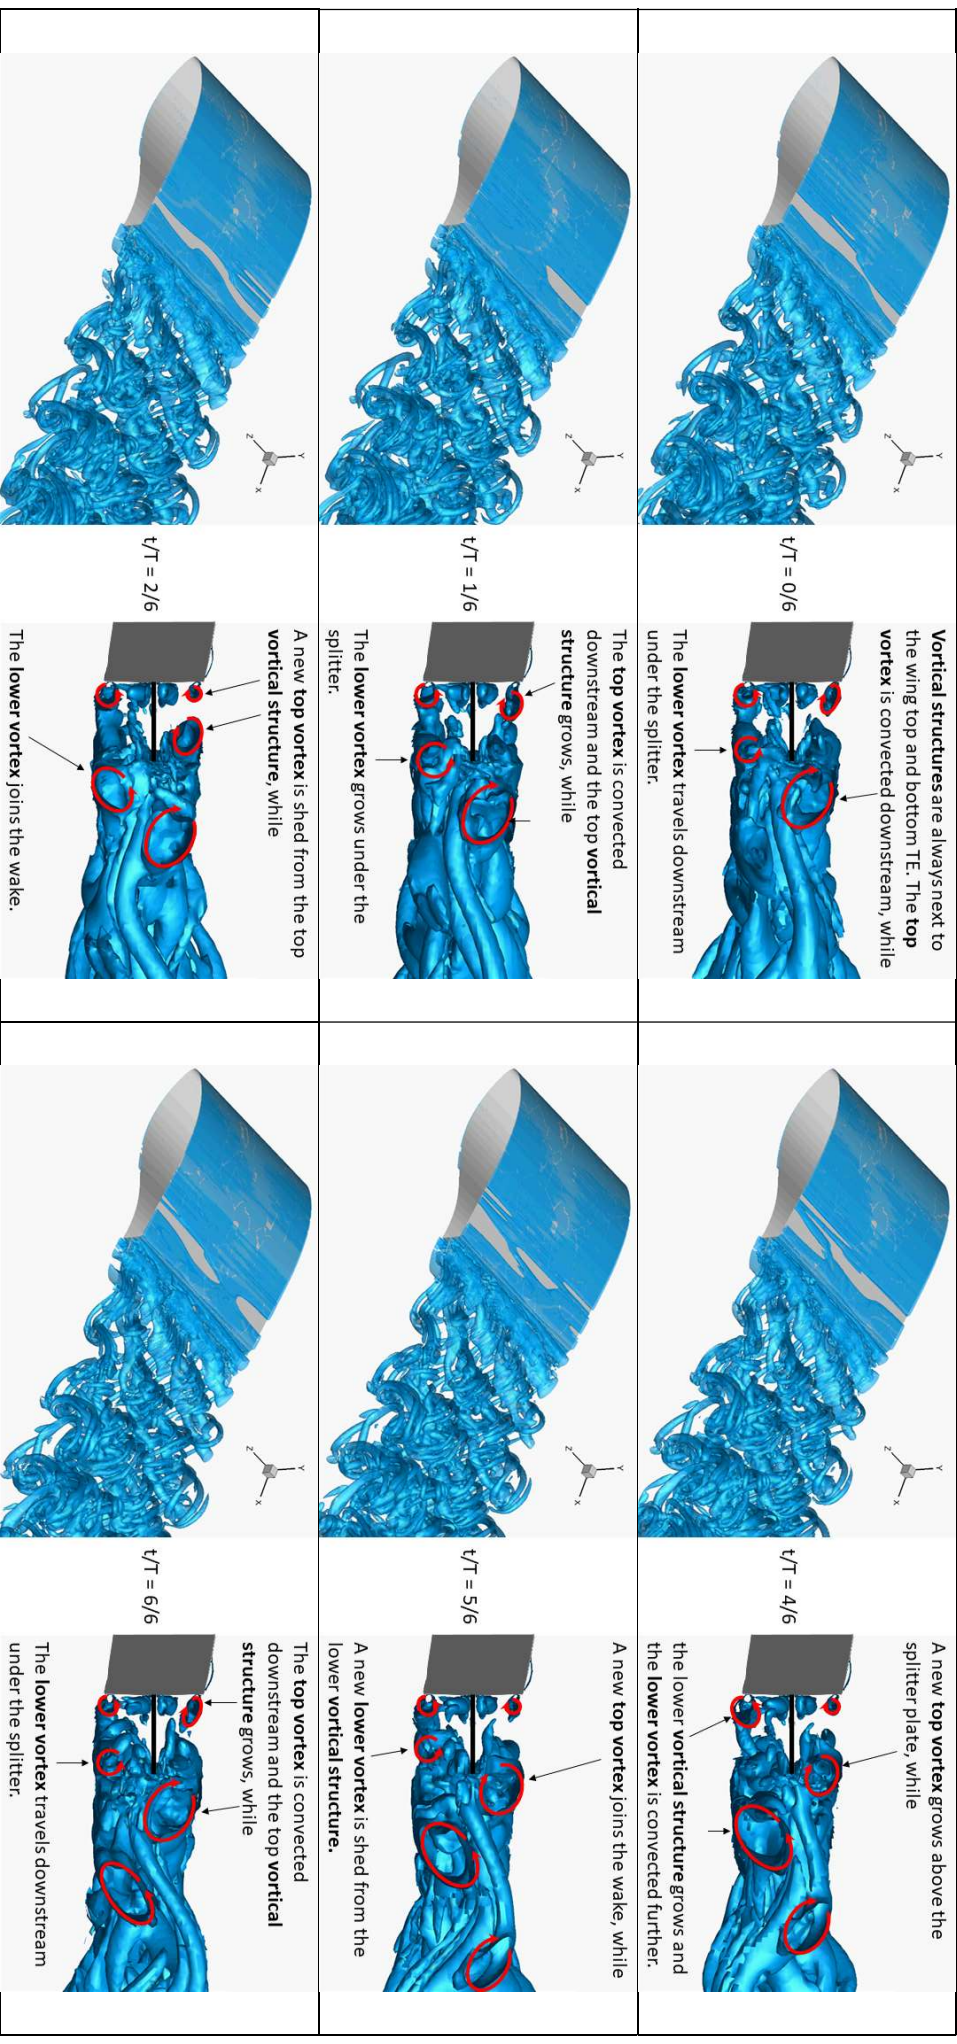 Y
Z
X
t/T = 0/6
Vortical structures are always next to
the wing top and bottom TE. The top
vortex is convected downstream, while
The lower vortex travels downstream
under the splitter.
Y
Z
X
t/T = 1/6
The top vortex is convected
downstream and the top vortical
structure grows, while
The lower vortex grows under the
splitter.
Y
Z
X
t/T = 2/6
A new top vortex is shed from the top
vortical structure, while
The lower vortex joins the wake.
Y
Z
X
t/T = 4/6
A new top vortex grows above the
splitter plate, while
the lower vortical structure grows and
the lower vortex is convected further.
Y
Z
X
t/T = 5/6
A new top vortex joins the wake, while
A new lower vortex is shed from the
lower vortical structure.
Y
Z
X
t/T = 6/6
The top vortex is convected
downstream and the top vortical
structure grows, while
The lower vortex travels downstream
under the splitter.